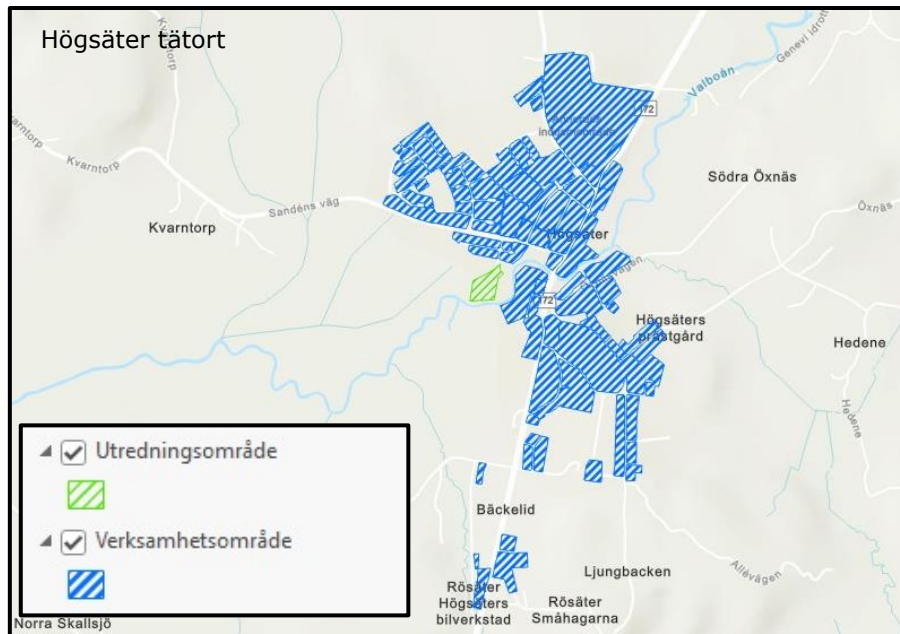 Högsäter tätort
Kvarntorp
Genevi idrott
Valboån
172
Kvarntorp
Södra Öxnäs
Öxnäs
Sandéns väg
Kvarntorp
Högsäter
172
Högsäters
prästgård
Hedene
Hedene
Utredningsområde
Verksamhetsområde
Bäckelid
Allévägen
Ljungbacken
Rösäter
Högsäters
bilverkstad
Rösäter
Småhagarna
Norra Skallsjö